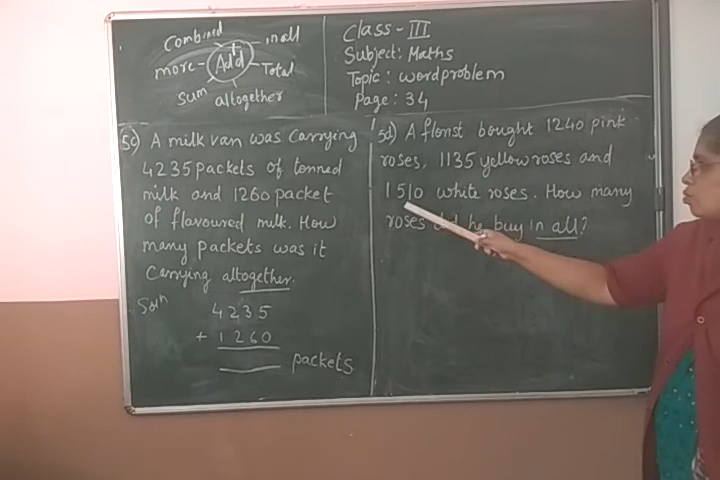 Combined
in all
more
Add
Total
Sum
altogether
Class - III
Subject: Maths
Topic : word problem
Page : 34
5c) A milk van was carrying
4235 packets of tonned
milk and 1260 packet
of flavoured milk. How
many packets was it
carrying altogether.
Soln
4235
+ 1260
packets
5d) A florist bought 1240 pink
roses, 1135 yellow roses and
1510 white roses. How many
roses did he buy in all?